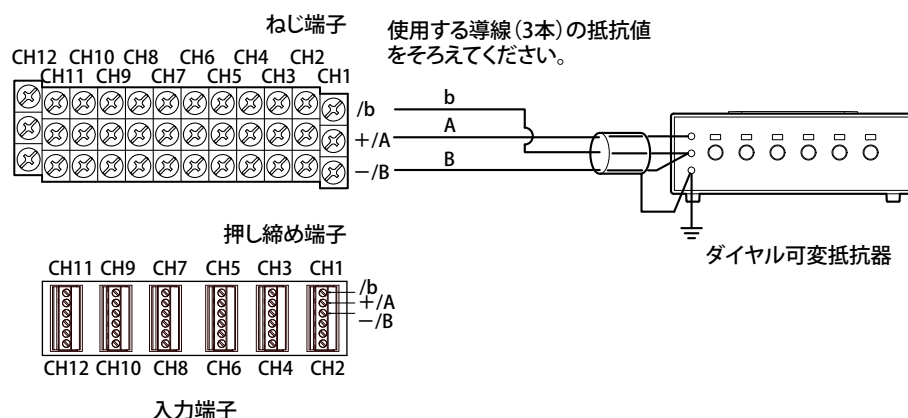 ねじ端子
使用する導線（3本）の抵抗値
をそろえてください。
CH12 CH10 CH8 CH6 CH4 CH2
CH11 CH9 CH7 CH5 CH3 CH1
/b
+/A
−/B
b
A
B
ダイヤル可変抵抗器
押し締め端子
CH11 CH9 CH7 CH5 CH3 CH1
/b
+/A
−/B
CH12 CH10 CH8 CH6 CH4 CH2
入力端子